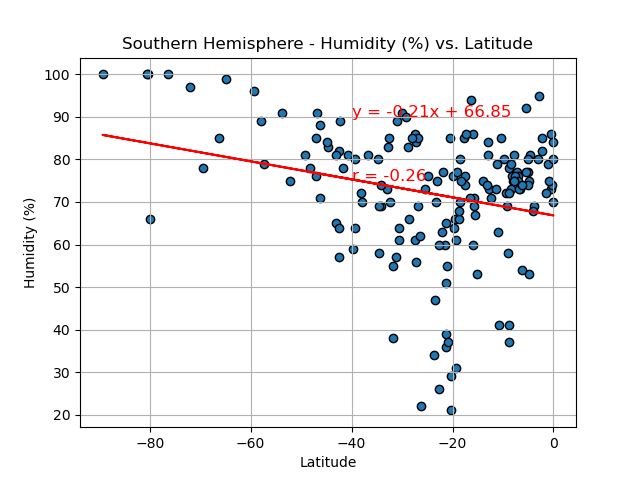 Southern Hemisphere - Humidity (%) vs. Latitude
100
90
80
70
60
50
40
30
20
Humidity (%)
y = -0.21x + 66.85
r = -0.26
−80
−60
−40
−20
0
Latitude